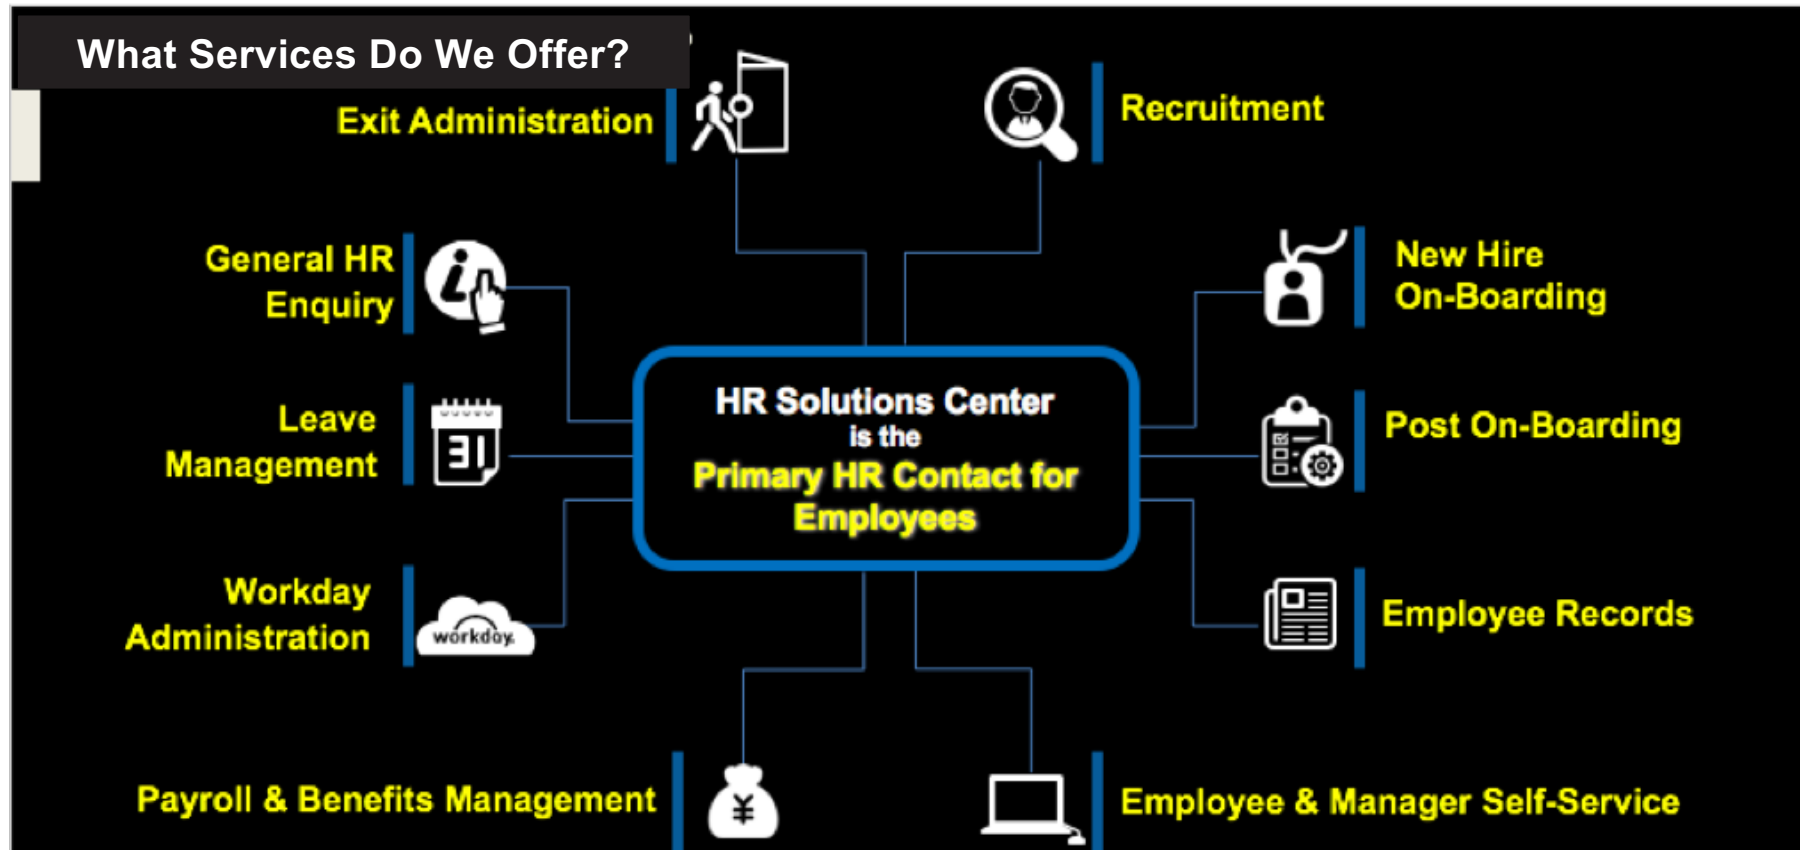 What Services Do We Offer?
Exit Administration
Recruitment
General HR
Enquiry
New Hire
On-Boarding
Leave
Management
31
HR Solutions Center
is the
Primary HR Contact for
Employees
Post On-Boarding
Workday
Administration
workday.
Employee Records
Payroll & Benefits Management
¥
Employee & Manager Self-Service